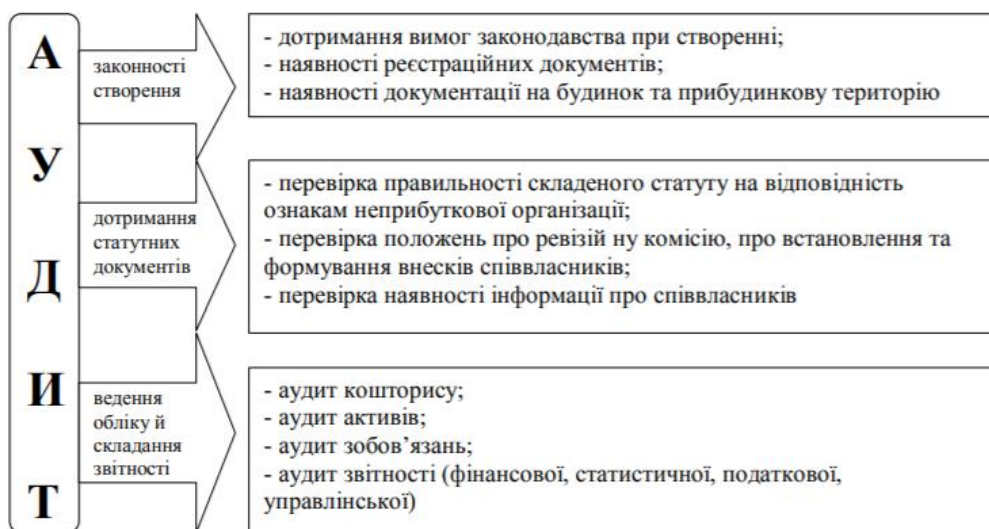 А
У
Д
И
Т
законності
створення
- дотримання вимог законодавства при створенні;
- наявності реєстраційних документів;
- наявності документації на будинок та прибудинкову територію
дотримання
статутних
документів
- перевірка правильності складеного статуту на відповідність
ознакам неприбуткової організації;
- перевірка положень про ревізій ну комісію, про встановлення та
формування внесків співвласників;
- перевірка наявності інформації про співвласників
ведення
обліку й
складання
звітності
- аудит кошторису;
- аудит активів;
- аудит зобов’язань;
- аудит звітності (фінансової, статистичної, податкової,
управлінської)